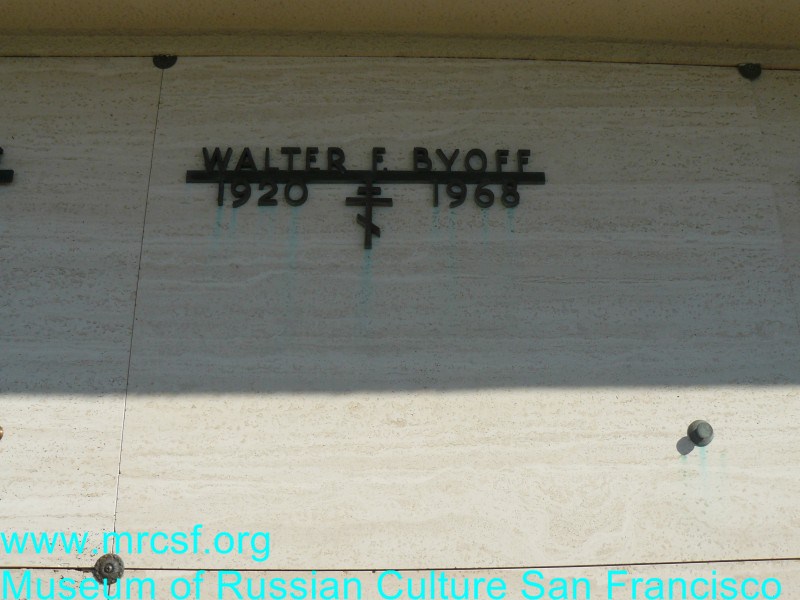 WALTER F. BYOFF
1920 1968
www.mrcsf.org
Museum of Russian Culture San Francisco